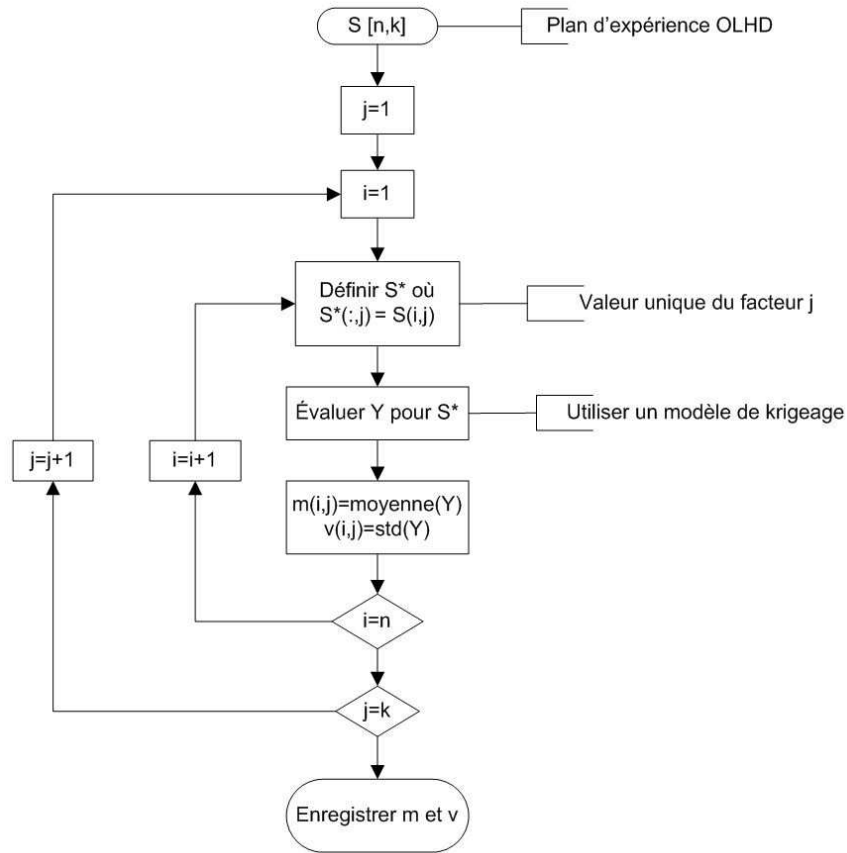 S [n,k]
Plan d'expérience OLHD
j=1
i=1
Définir S* où
S*(:,j) = S(i,j)
Valeur unique du facteur j
Évaluer Y pour S*
Utiliser un modèle de krigeage
j=j+1
i=i+1
m(i,j)=moyenne(Y)
v(i,j)=std(Y)
i=n
j=k
Enregistrer m et v